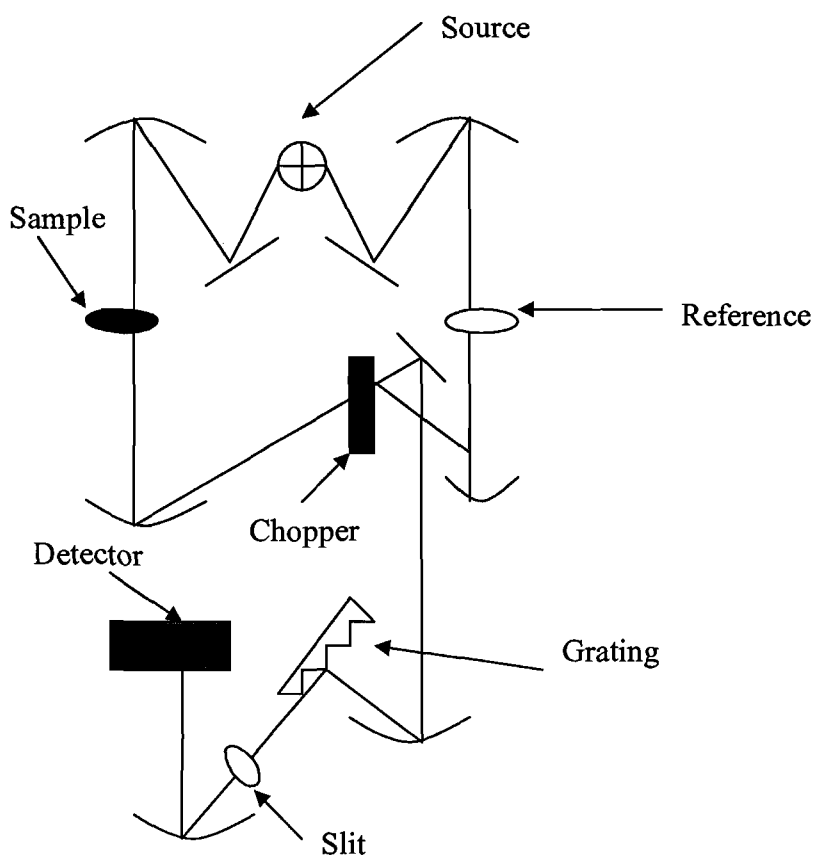 Source
Sample
Reference
Chopper
Detector
Grating
Slit